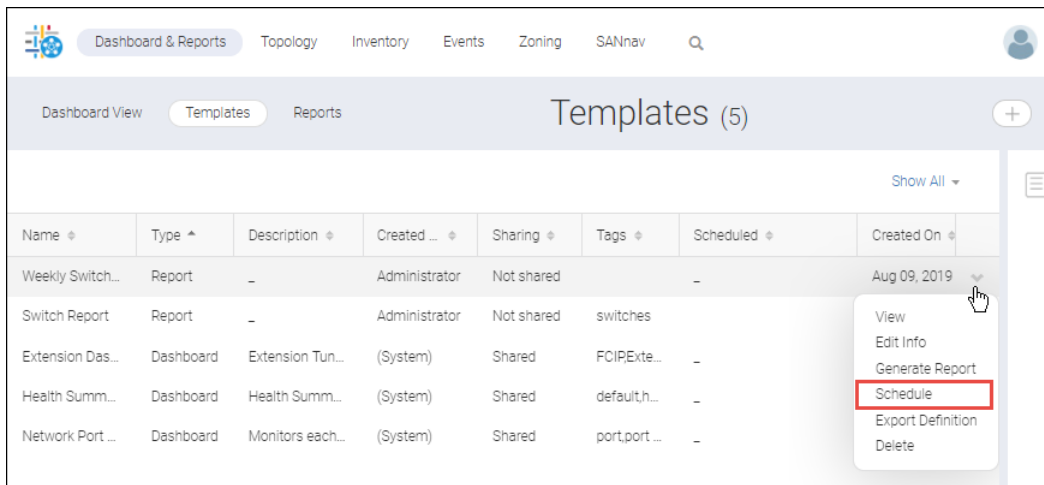 Dashboard & Reports Topology Inventory Events Zoning SANnav
Dashboard View Templates Reports Templates (5) +
Show All
Name Type Description Created ... Sharing Tags Scheduled Created On
Weekly Switch... Report _ Administrator Not shared _ Aug 09, 2019
Switch Report Report _ Administrator Not shared switches
Extension Das... Dashboard Extension Tun... (System) Shared FCIP,Exte... _
Health Summ... Dashboard Health Summ... (System) Shared default,h... _
Network Port ... Dashboard Monitors each... (System) Shared port,port ... _
View
Edit Info
Generate Report
Schedule
Export Definition
Delete